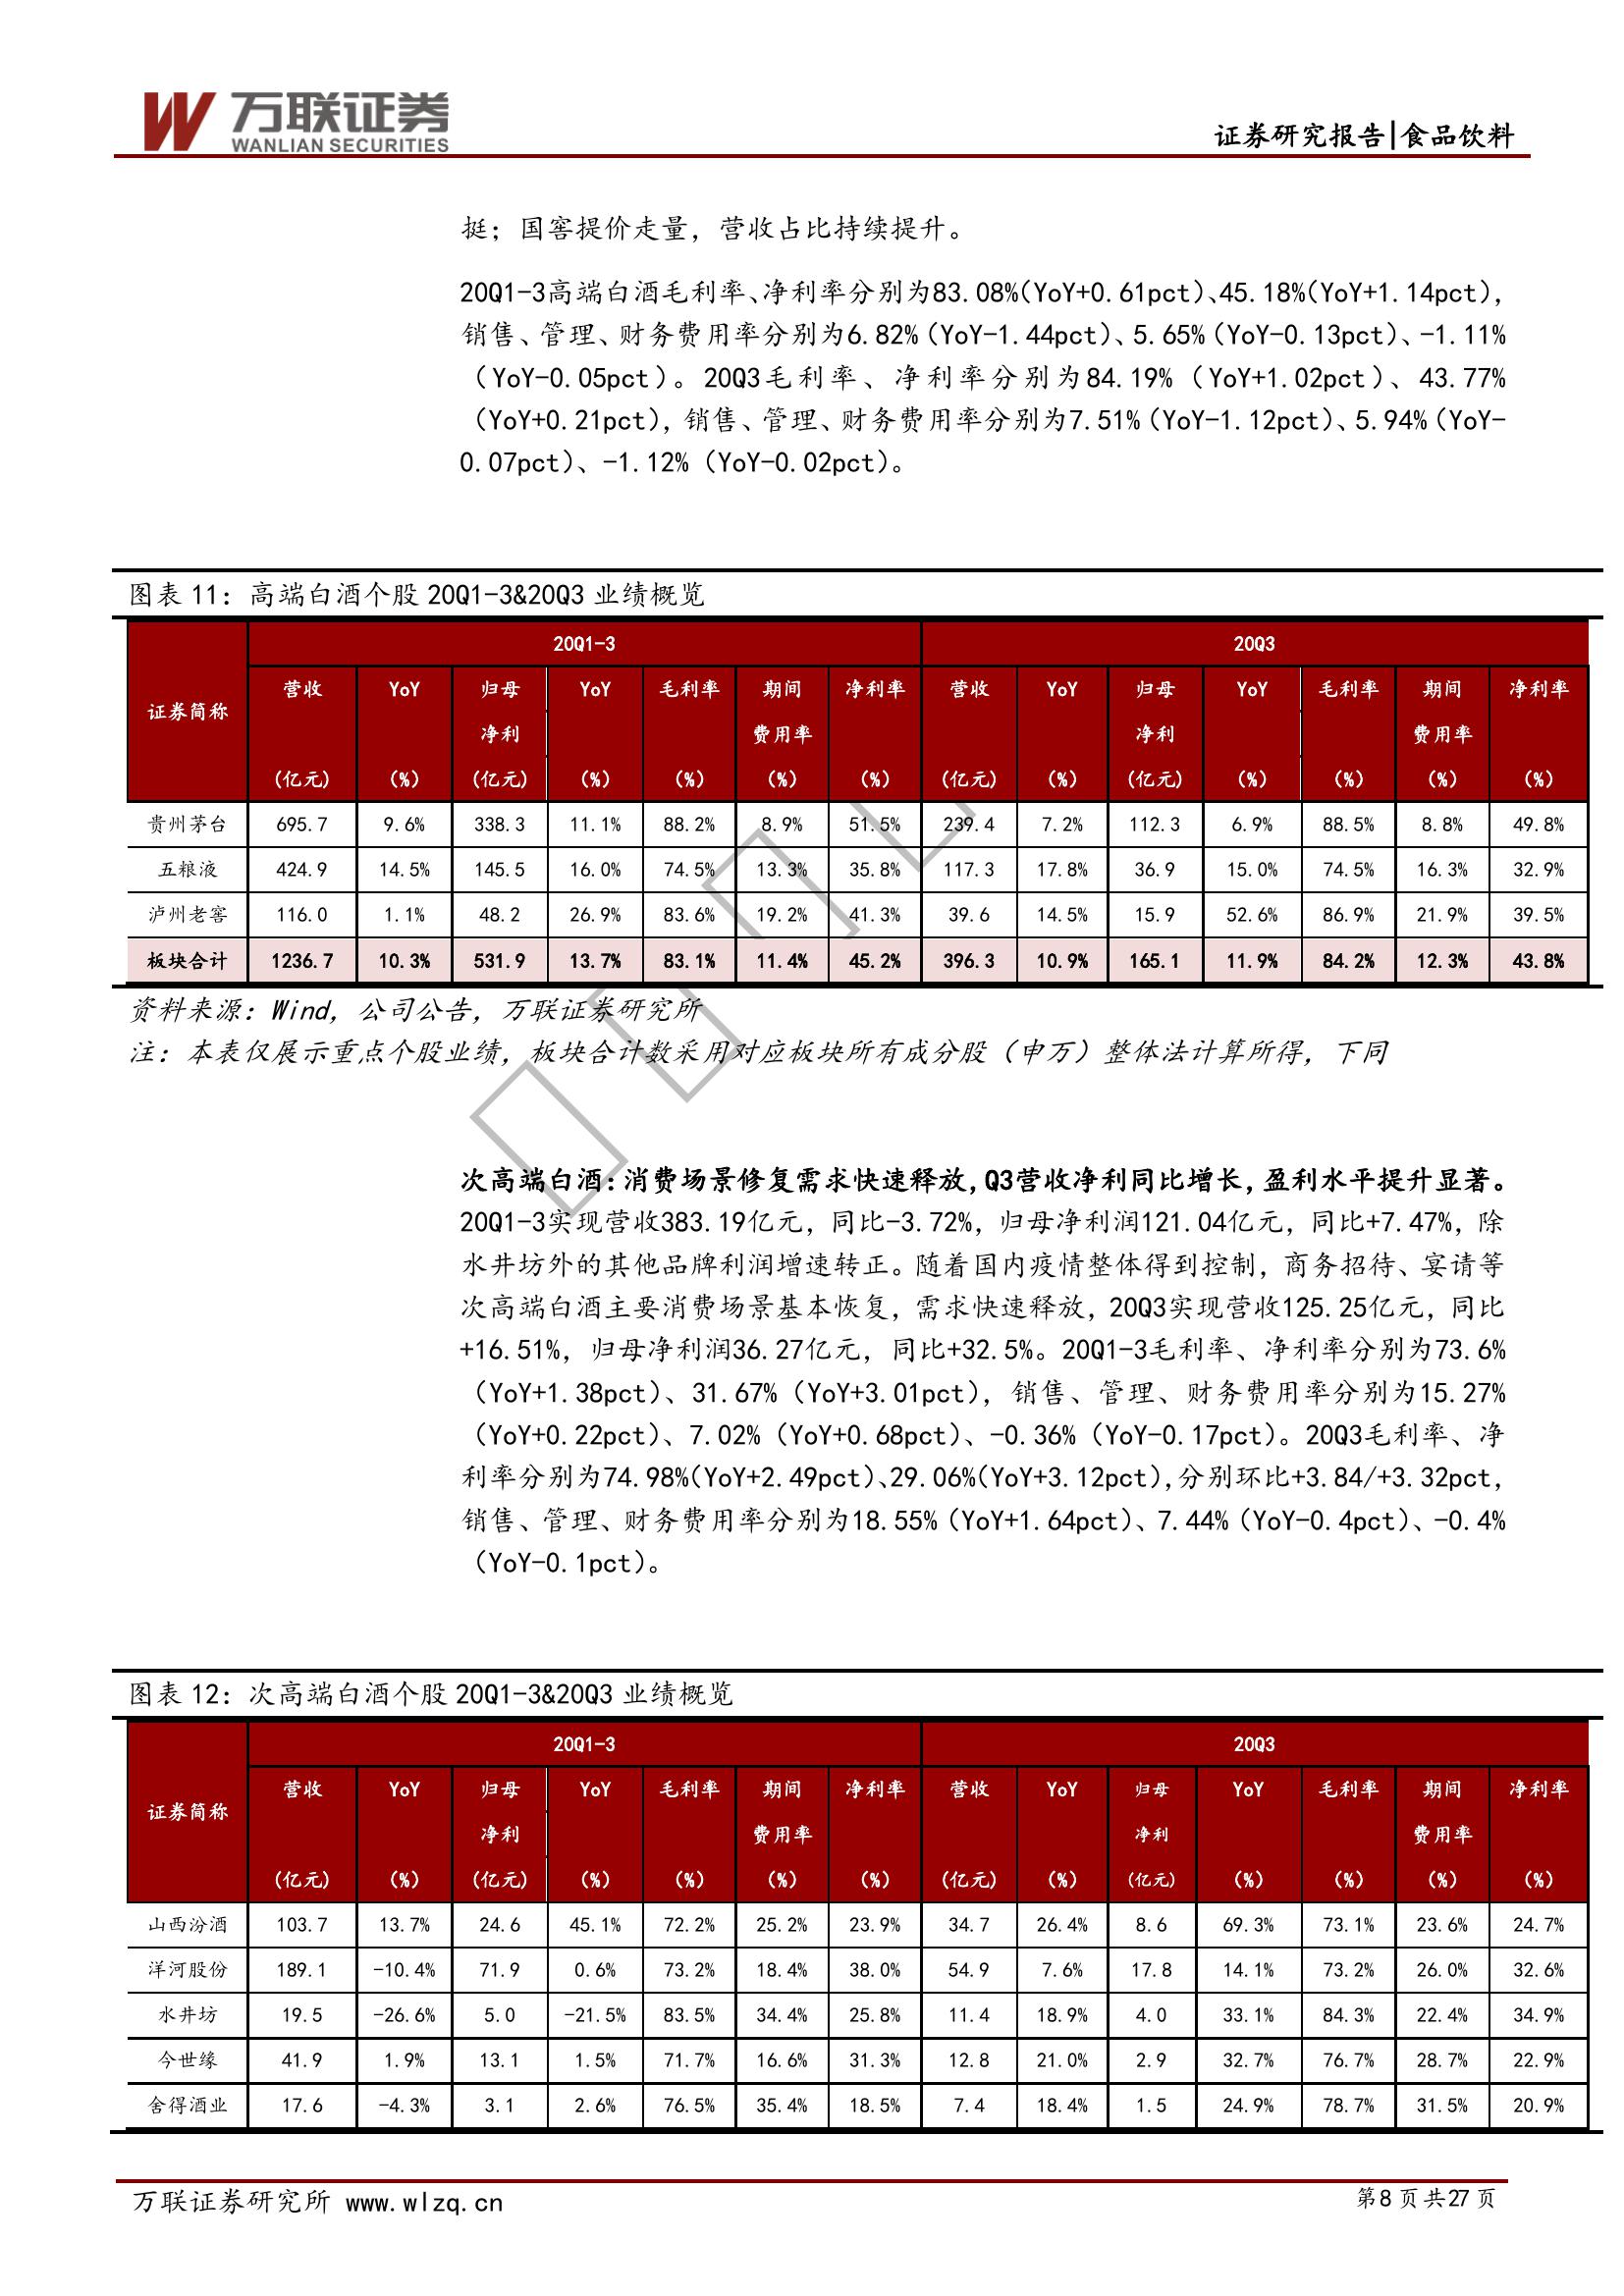 万联证券
WANLIAN SECURITIES
证券研究报告|食品饮料
挺；国窖提价走量，营收占比持续提升。
20Q1-3高端白酒毛利率、净利率分别为83.08%（YoY+0.61pct）、45.18%（YoY+1.14pct），
销售、管理、财务费用率分别为6.82%（YoY-1.44pct）、5.65%（YoY-0.13pct）、-1.11%
（YoY-0.05pct）。20Q3毛利率、净利率分别为84.19%（YoY+1.02pct）、43.77%
（YoY+0.21pct），销售、管理、财务费用率分别为7.51%（YoY-1.12pct）、5.94%（YoY-
0.07pct）、-1.12%（YoY-0.02pct）。
图表 11：高端白酒个股 20Q1-3&20Q3 业绩概览
证券简称 20Q1-3 20Q3
营收 YoY 归母 YoY 毛利率 期间 净利率 营收 YoY 归母 YoY 毛利率 期间 净利率
净利 费用率 净利 费用率
(亿元) (%) (亿元) (%) (%) (%) (%) (亿元) (%) (亿元) (%) (%) (%) (%)
贵州茅台 695.7 9.6% 338.3 11.1% 88.2% 8.9% 51.5% 239.4 7.2% 112.3 6.9% 88.5% 8.8% 49.8%
五粮液 424.9 14.5% 145.5 16.0% 74.5% 13.3% 35.8% 117.3 17.8% 36.9 15.0% 74.5% 16.3% 32.9%
泸州老窖 116.0 1.1% 48.2 26.9% 83.6% 19.2% 41.3% 39.6 14.5% 15.9 52.6% 86.9% 21.9% 39.5%
板块合计 1236.7 10.3% 531.9 13.7% 83.1% 11.4% 45.2% 396.3 10.9% 165.1 11.9% 84.2% 12.3% 43.8%
资料来源：Wind，公司公告，万联证券研究所
注：本表仅展示重点个股业绩，板块合计数采用对应板块所有成分股（申万）整体法计算所得，下同
次高端白酒：消费场景修复需求快速释放，Q3营收净利同比增长，盈利水平提升显著。
20Q1-3实现营收383.19亿元，同比-3.72%，归母净利润121.04亿元，同比+7.47%，除
水井坊外的其他品牌利润增速转正。随着国内疫情整体得到控制，商务招待、宴请等
次高端白酒主要消费场景基本恢复，需求快速释放，20Q3实现营收125.25亿元，同比
+16.51%，归母净利润36.27亿元，同比+32.5%。20Q1-3毛利率、净利率分别为73.6%
（YoY+1.38pct）、31.67%（YoY+3.01pct），销售、管理、财务费用率分别为15.27%
（YoY+0.22pct）、7.02%（YoY+0.68pct）、-0.36%（YoY-0.17pct）。20Q3毛利率、净
利率分别为74.98%（YoY+2.49pct）、29.06%（YoY+3.12pct），分别环比+3.84/+3.32pct，
销售、管理、财务费用率分别为18.55%（YoY+1.64pct）、7.44%（YoY-0.4pct）、-0.4%
（YoY-0.1pct）。
图表 12：次高端白酒个股 20Q1-3&20Q3 业绩概览
证券简称 20Q1-3 20Q3
营收 YoY 归母 YoY 毛利率 期间 净利率 营收 YoY 归母 YoY 毛利率 期间 净利率
净利 费用率 净利 费用率
(亿元) (%) (亿元) (%) (%) (%) (%) (亿元) (%) (亿元) (%) (%) (%) (%)
山西汾酒 103.7 13.7% 24.6 45.1% 72.2% 25.2% 23.9% 34.7 26.4% 8.6 69.3% 73.1% 23.6% 24.7%
洋河股份 189.1 -10.4% 71.9 0.6% 73.2% 18.4% 38.0% 54.9 7.6% 17.8 14.1% 73.2% 26.0% 32.6%
水井坊 19.5 -26.6% 5.0 -21.5% 83.5% 34.4% 25.8% 11.4 18.9% 4.0 33.1% 84.3% 22.4% 34.9%
今世缘 41.9 1.9% 13.1 1.5% 71.7% 16.6% 31.3% 12.8 21.0% 2.9 32.7% 76.7% 28.7% 22.9%
舍得酒业 17.6 -4.3% 3.1 2.6% 76.5% 35.4% 18.5% 7.4 18.4% 1.5 24.9% 78.7% 31.5% 20.9%
万联证券研究所 www.wlzq.cn
第8页共27页